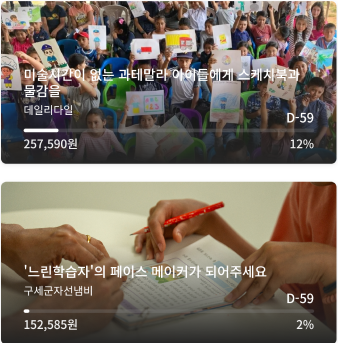 미술시간이 없는 과테말라 아이들에게 스케치북과
물감을
데일리다일
D-59
257,590원
12%
'느린학습자'의 페이스 메이커가 되어주세요
구세군자선냄비
D-59
152,585원
2%